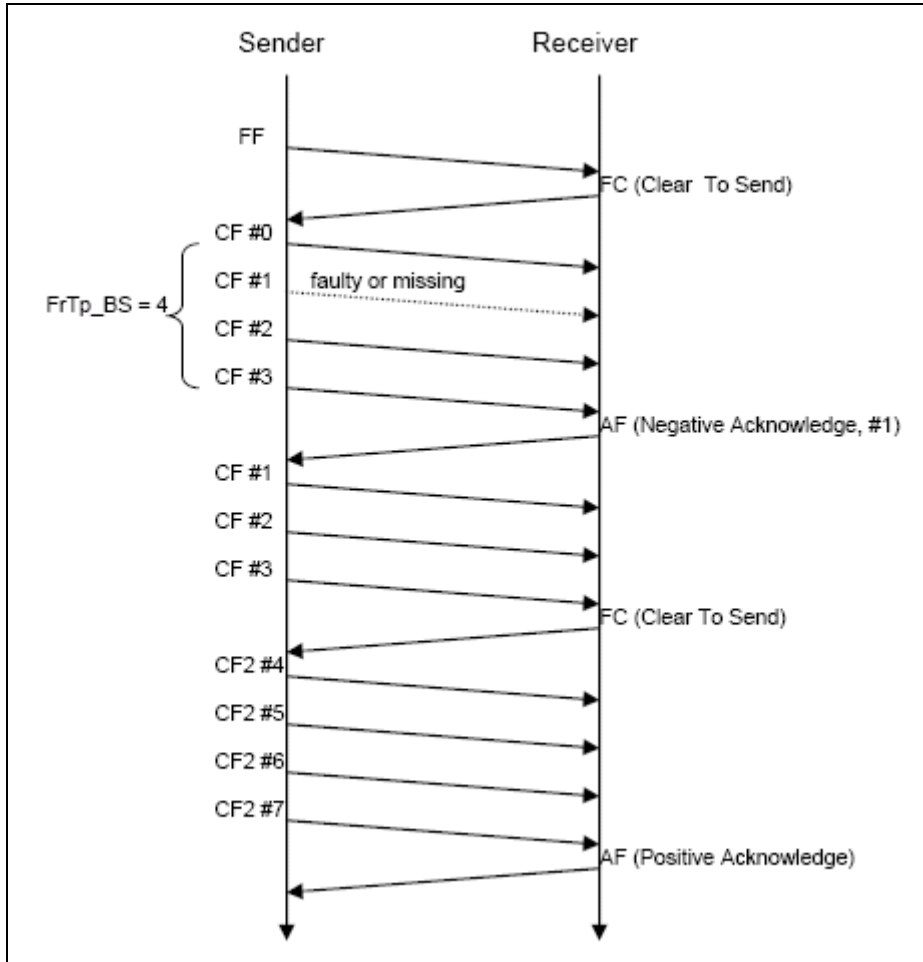 Sender
Receiver
FF
FC (Clear To Send)
CF #0
CF #1
faulty or missing
FrTp_BS = 4
CF #2
CF #3
AF (Negative Acknowledge, #1)
CF #1
CF #2
CF #3
FC (Clear To Send)
CF2 #4
CF2 #5
CF2 #6
CF2 #7
AF (Positive Acknowledge)